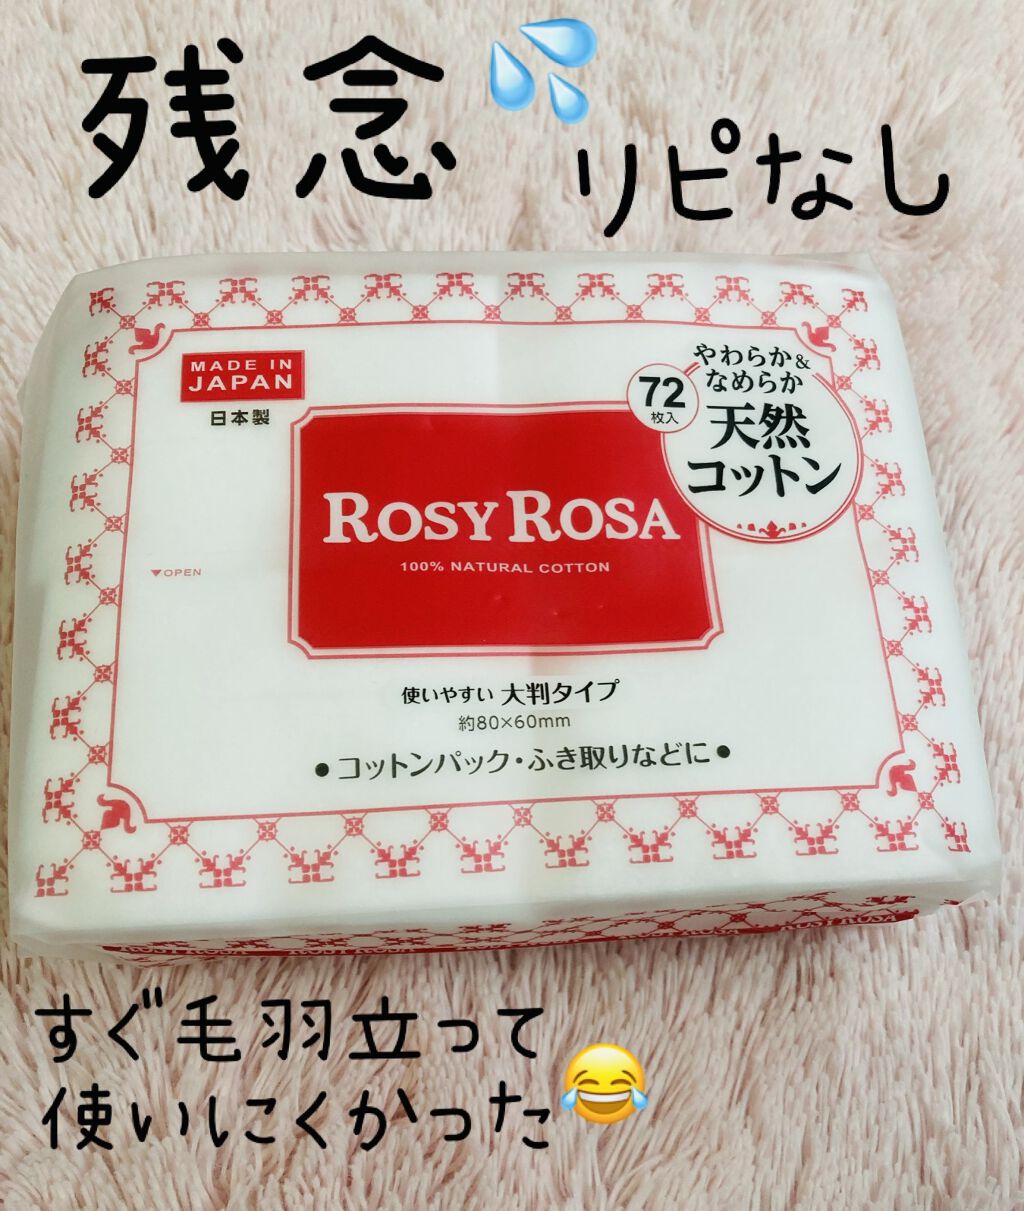 残念💦
リピなし
MADE IN
JAPAN
日本製
72
枚入
やわらか&
なめらか
天然
コットン
ROSY ROSA
100% NATURAL COTTON
▼OPEN
使いやすい 大判タイプ
約80×60mm
●コットンパック・ふき取りなどに●
ROSY ROSA
すぐ毛羽立って
使いにくかった😂